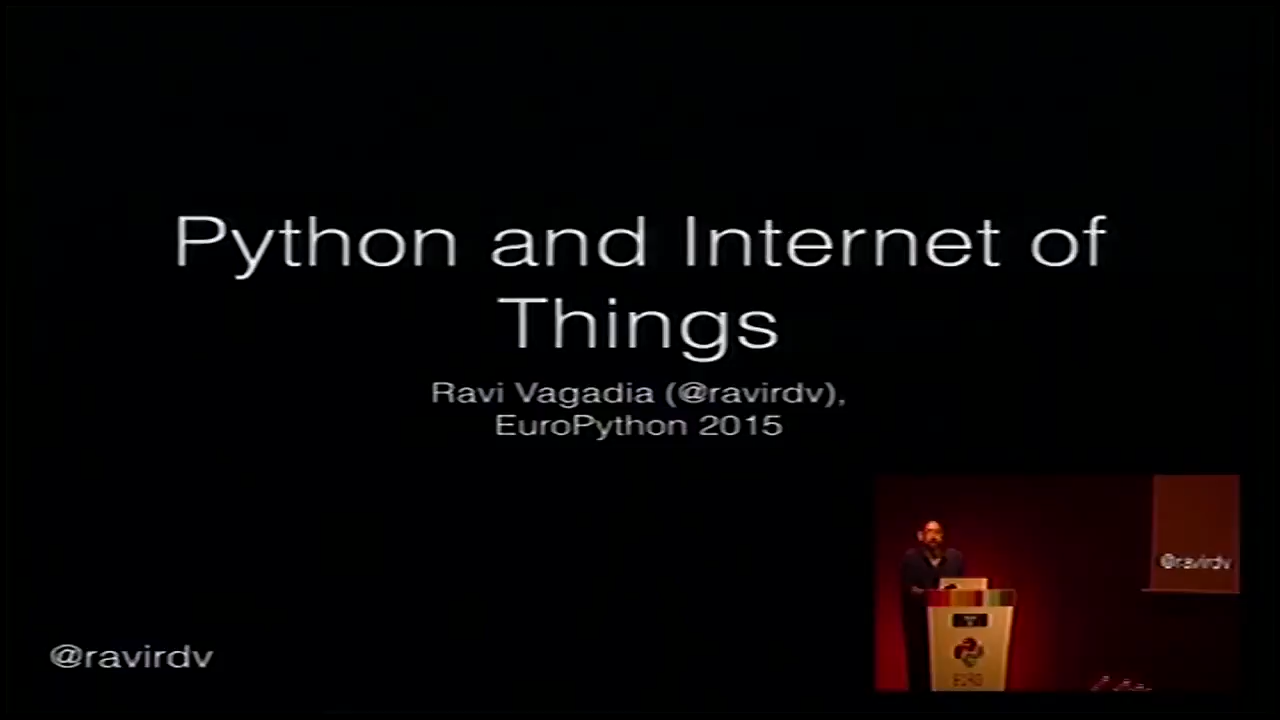 Python and Internet of
Things
Ravi Vagadia (@ravirdv),
EuroPython 2015
@ravirdv
@ravirdv